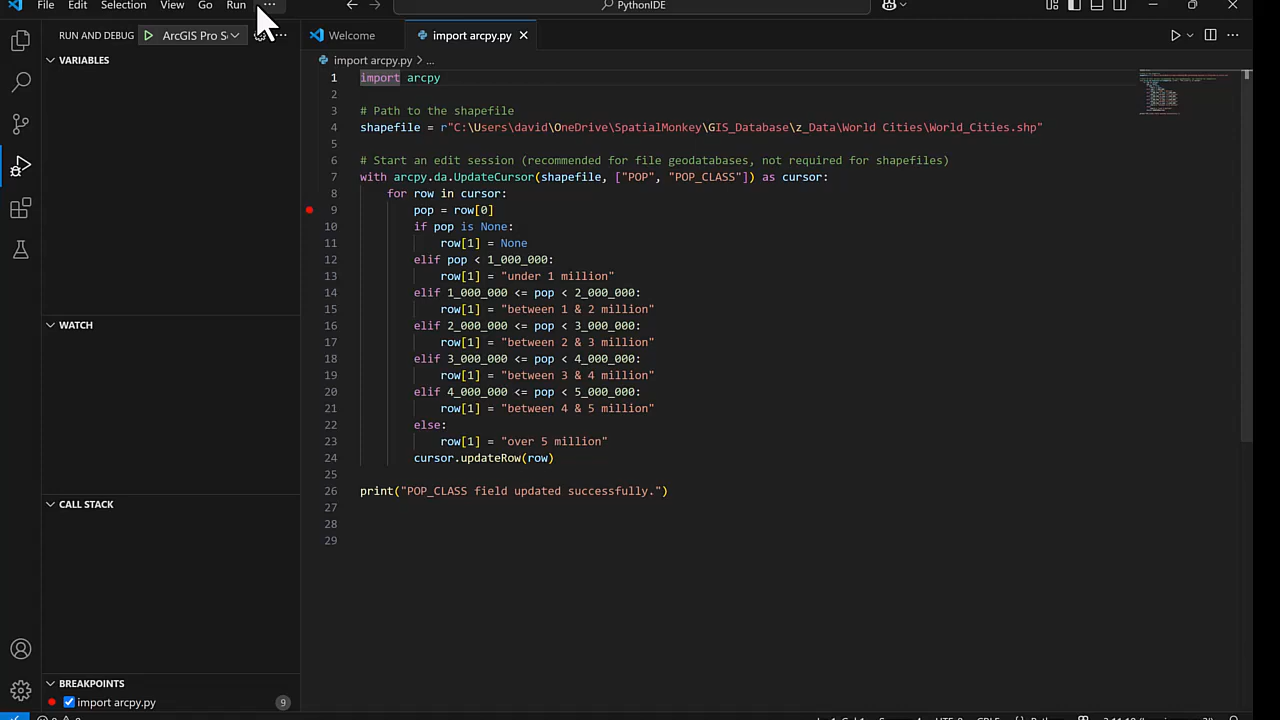 File Edit Selection View Go Run ... PythonIDE
RUN AND DEBUG ArcGIS Pro S Welcome import arcpy.py
VARIABLES
import arcpy.py > ...
1 import arcpy
2
3 # Path to the shapefile
4 shapefile = r"C:\Users\david\OneDrive\SpatialMonkey\GIS_Database\z_Data\World Cities\World_Cities.shp"
5
6 # Start an edit session (recommended for file geodatabases, not required for shapefiles)
7 with arcpy.da.UpdateCursor(shapefile, ["POP", "POP_CLASS"]) as cursor:
8 for row in cursor:
9 pop = row[0]
10 if pop is None:
11 row[1] = None
12 elif pop < 1_000_000:
13 row[1] = "under 1 million"
14 elif 1_000_000 <= pop < 2_000_000:
15 row[1] = "between 1 & 2 million"
16 elif 2_000_000 <= pop < 3_000_000:
17 row[1] = "between 2 & 3 million"
18 elif 3_000_000 <= pop < 4_000_000:
19 row[1] = "between 3 & 4 million"
20 elif 4_000_000 <= pop < 5_000_000:
21 row[1] = "between 4 & 5 million"
22 else:
23 row[1] = "over 5 million"
24 cursor.updateRow(row)
25
26 print("POP_CLASS field updated successfully.")
27
28
29
WATCH
CALL STACK
BREAKPOINTS
import arcpy.py 9